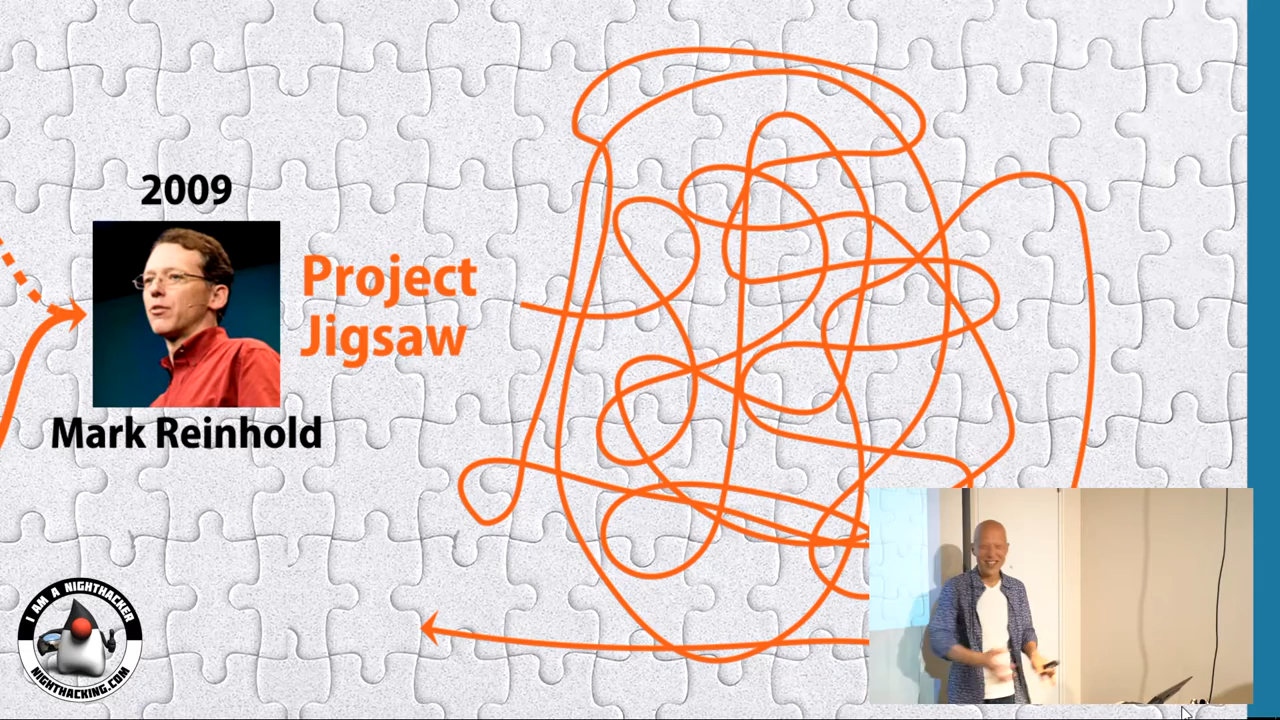 2009
Project
Jigsaw
Mark Reinhold
I AM A NIGHTHACKER
NIGHTHACKING.COM